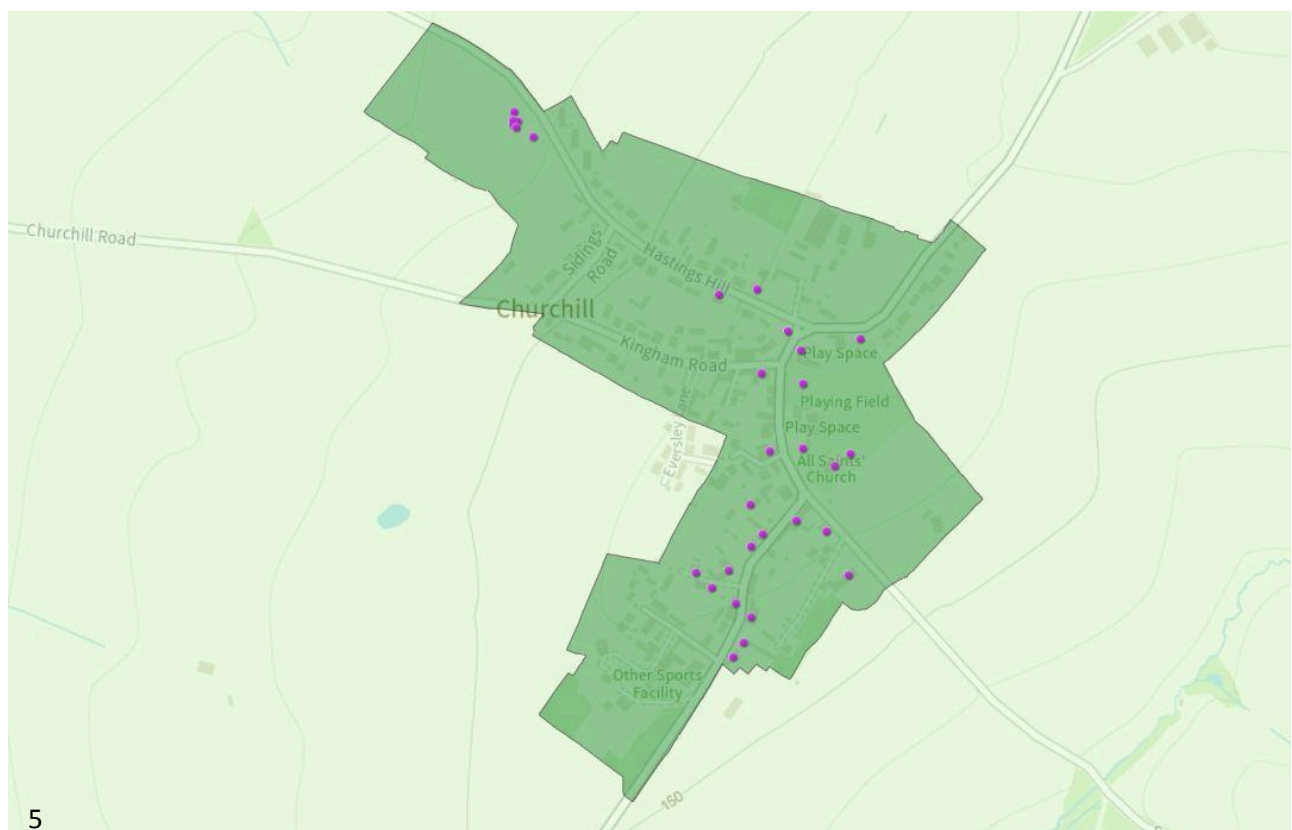 Churchill Road
Sidings
Road
Hastings Hill
Churchill
Kingham Road
Play Space
Eversley Lane
Playing Field
Play Space
All Saints'
Church
Other Sports
Facility
150
5